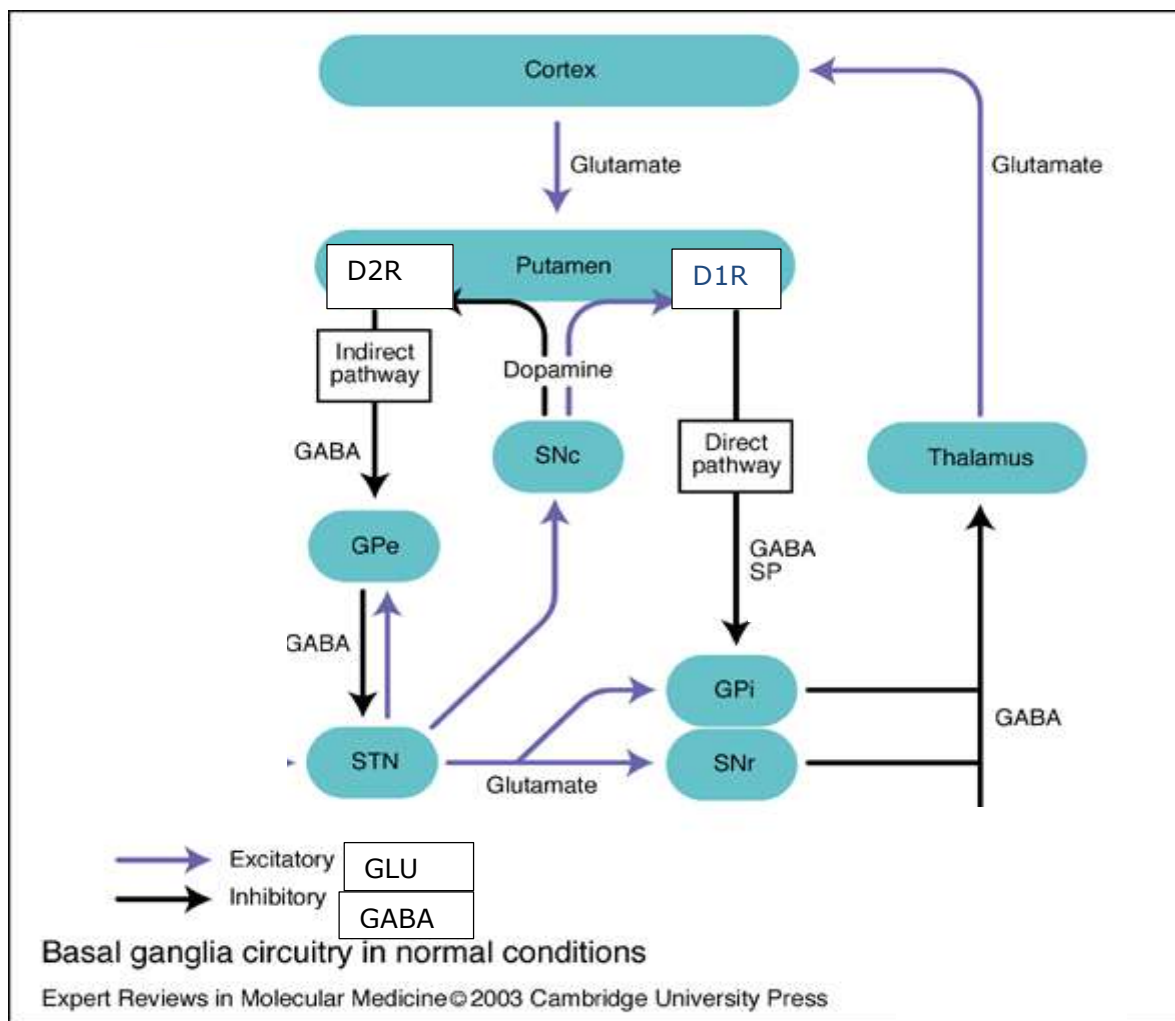 Cortex
Glutamate
Glutamate
D2R
Putamen
D1R
Indirect
pathway
Dopamine
GABA
SNc
Direct
pathway
Thalamus
GPe
GABA
SP
GABA
GPi
GABA
STN
SNr
Glutamate
Excitatory
GLU
Inhibitory
GABA
Basal ganglia circuitry in normal conditions
Expert Reviews in Molecular Medicine©2003 Cambridge University Press